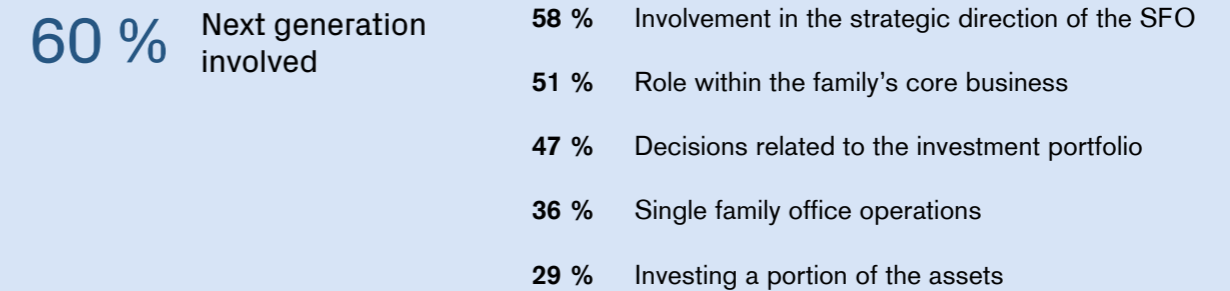 60 %
Next generation
involved
58 % Involvement in the strategic direction of the SFO
51 % Role within the family's core business
47 % Decisions related to the investment portfolio
36 % Single family office operations
29 % Investing a portion of the assets